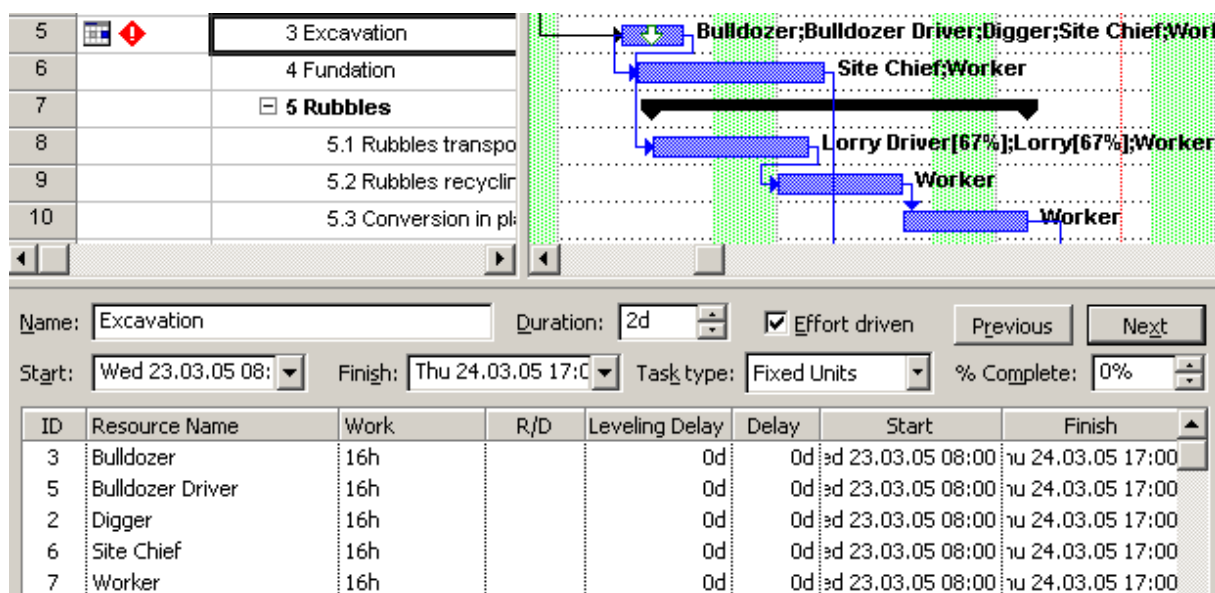 5 3 Excavation Bulldozer;Bulldozer Driver;Digger;Site Chief;Worl
6 4 Fundation Site Chief;Worker
7 5 Rubbles
8 5.1 Rubbles transpo Lorry Driver[67%];Lorry[67%];Worker
9 5.2 Rubbles recyclin Worker
10 5.3 Conversion in pla Worker
Name: Excavation Duration: 2d Effort driven Previous Next
Start: Wed 23.03.05 08: Finish: Thu 24.03.05 17:0 Task type: Fixed Units % Complete: 0%
ID Resource Name Work R/D Leveling Delay Delay Start Finish
3 Bulldozer 16h 0d 0d ed 23.03.05 08:00 hu 24.03.05 17:00
5 Bulldozer Driver 16h 0d 0d ed 23.03.05 08:00 hu 24.03.05 17:00
2 Digger 16h 0d 0d ed 23.03.05 08:00 hu 24.03.05 17:00
6 Site Chief 16h 0d 0d ed 23.03.05 08:00 hu 24.03.05 17:00
7 Worker 16h 0d 0d ed 23.03.05 08:00 hu 24.03.05 17:00